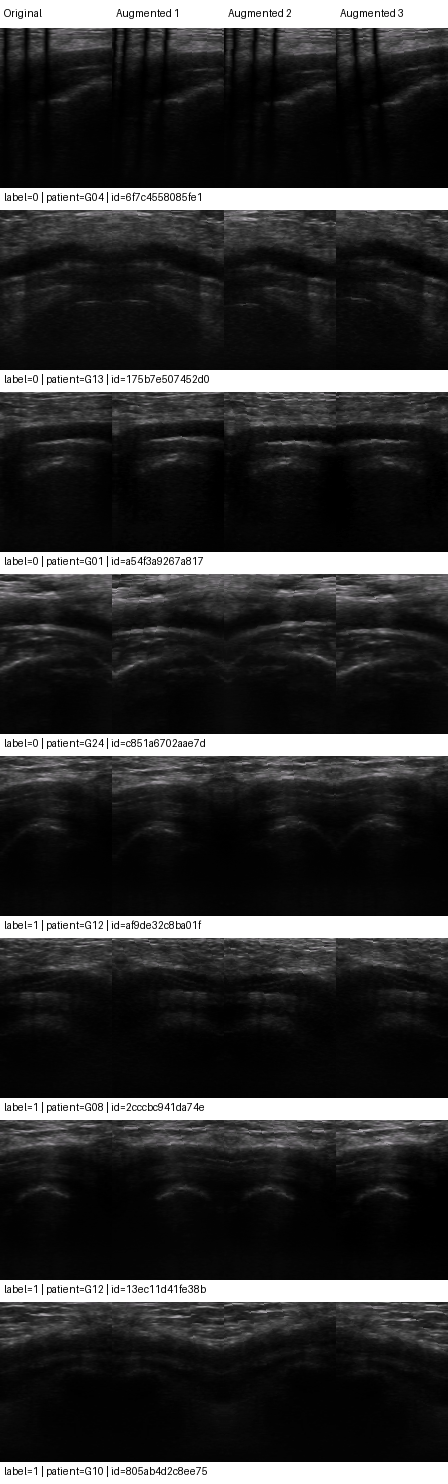 Original Augmented 1 Augmented 2 Augmented 3
label=0 | patient=G04 | id=6f7c4558085fe1
label=0 | patient=G13 | id=175b7e507452d0
label=0 | patient=G01 | id=a54f3a9267a817
label=0 | patient=G24 | id=c851a6702aae7d
label=1 | patient=G12 | id=af9de32c8ba01f
label=1 | patient=G08 | id=2cccbc941da74e
label=1 | patient=G12 | id=13ec11d41fe38b
label=1 | patient=G10 | id=805ab4d2c8ee75